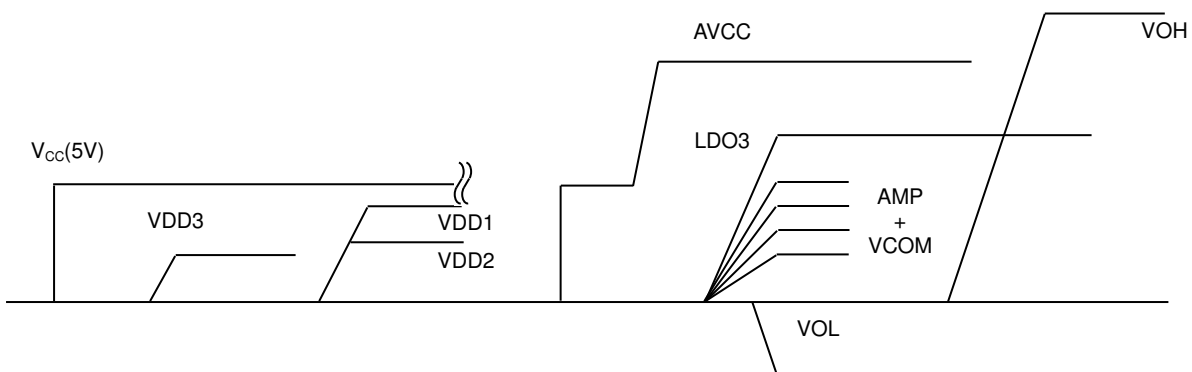 AVCC
VOH
LDO3
VCC(5V)
VDD3
VDD1
VDD2
AMP
+
VCOM
VOL